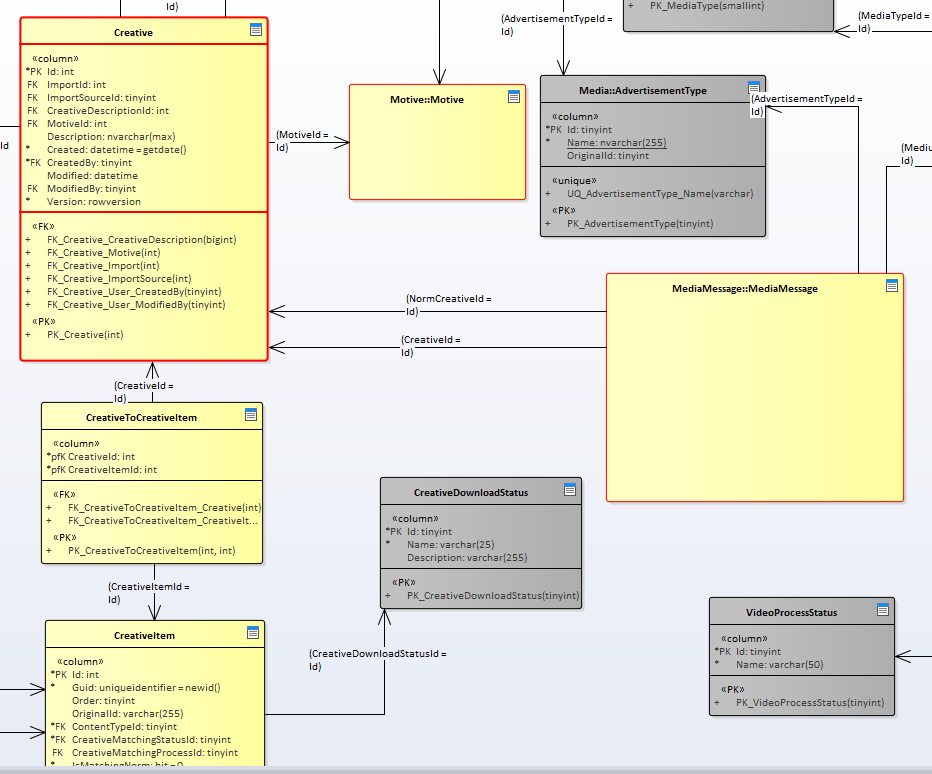 Id)
+ PK_MediaType(smallint)
(AdvertisementTypeId =
Id)
(MediaTypeId =
Id)
Creative
«column»
*PK Id: int
FK ImportId: int
FK ImportSourceId: tinyint
FK CreativeDescriptionId: int
FK MotiveId: int
Description: nvarchar(max)
* Created: datetime = getdate()
*FK CreatedBy: tinyint
Modified: datetime
FK ModifiedBy: tinyint
* Version: rowversion
«FK»
+ FK_Creative_CreativeDescription(bigint)
+ FK_Creative_Motive(int)
+ FK_Creative_Import(int)
+ FK_Creative_ImportSource(int)
+ FK_Creative_User_CreatedBy(tinyint)
+ FK_Creative_User_ModifiedBy(tinyint)
«PK»
+ PK_Creative(int)
Id
(MotiveId =
Id)
Motive::Motive
Media::AdvertisementType
«column»
*PK Id: tinyint
* Name: nvarchar(255)
OriginalId: tinyint
«unique»
+ UQ_AdvertisementType_Name(varchar)
«PK»
+ PK_AdvertisementType(tinyint)
(AdvertisementTypeId =
Id)
Id)
MediaMessage::MediaMessage
(NormCreativeId =
Id)
(CreativeId =
Id)
(CreativeId =
Id)
CreativeToCreativeItem
«column»
*pfK CreativeId: int
*pfK CreativeItemId: int
«FK»
+ FK_CreativeToCreativeItem_Creative(int)
+ FK_CreativeToCreativeItem_CreativeIt...
«PK»
+ PK_CreativeToCreativeItem(int, int)
(CreativeItemId =
Id)
CreativeDownloadStatus
«column»
*PK Id: tinyint
* Name: varchar(25)
Description: varchar(255)
«PK»
+ PK_CreativeDownloadStatus(tinyint)
(CreativeDownloadStatusId =
Id)
CreativeItem
«column»
*PK Id: int
* Guid: uniqueidentifier = newid()
Order: tinyint
OriginalId: varchar(255)
*FK ContentTypeId: tinyint
*FK CreativeMatchingStatusId: tinyint
FK CreativeMatchingProcessId: tinyint
* IsMatchingNorm: bit = 0
VideoProcessStatus
«column»
*PK Id: tinyint
* Name: varchar(50)
«PK»
+ PK_VideoProcessStatus(tinyint)